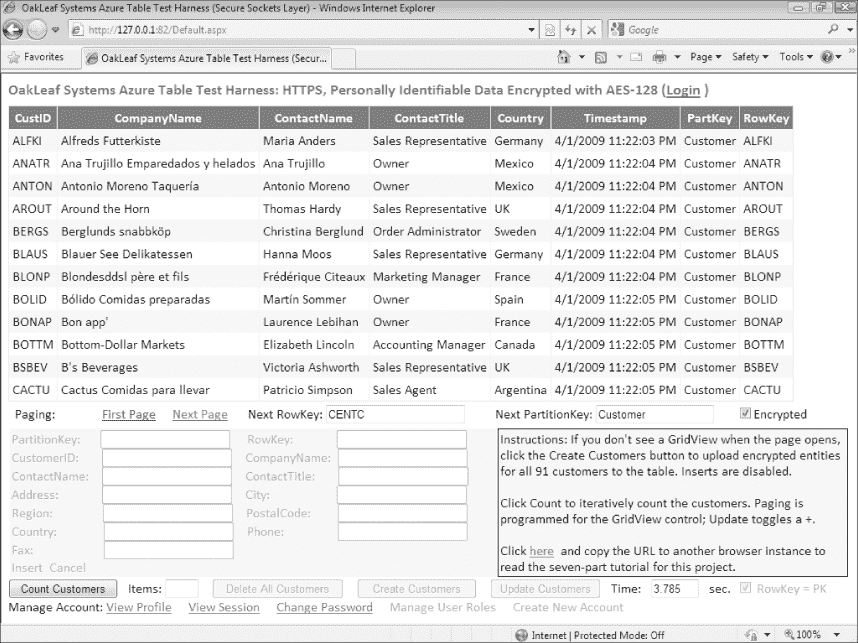 OakLeaf Systems Azure Table Test Harness (Secure Sockets Layer) - Windows Internet Explorer
http://127.0.0.1:82/Default.aspx Google
Favorites OakLeaf Systems Azure Table Test Harness (Secur... Page Safety Tools
OakLeaf Systems Azure Table Test Harness: HTTPS, Personally Identifiable Data Encrypted with AES-128 (Login )
CustID CompanyName ContactName ContactTitle Country Timestamp PartKey RowKey
ALFKI Alfreds Futterkiste Maria Anders Sales Representative Germany 4/1/2009 11:22:03 PM Customer ALFKI
ANATR Ana Trujillo Emparedados y helados Ana Trujillo Owner Mexico 4/1/2009 11:22:04 PM Customer ANATR
ANTON Antonio Moreno Taquería Antonio Moreno Owner Mexico 4/1/2009 11:22:04 PM Customer ANTON
AROUT Around the Horn Thomas Hardy Sales Representative UK 4/1/2009 11:22:04 PM Customer AROUT
BERGS Berglunds snabbköp Christina Berglund Order Administrator Sweden 4/1/2009 11:22:04 PM Customer BERGS
BLAUS Blauer See Delikatessen Hanna Moos Sales Representative Germany 4/1/2009 11:22:04 PM Customer BLAUS
BLONP Blondesddsl père et fils Frédérique Citeaux Marketing Manager France 4/1/2009 11:22:04 PM Customer BLONP
BOLID Bólido Comidas preparadas Martín Sommer Owner Spain 4/1/2009 11:22:05 PM Customer BOLID
BONAP Bon app' Laurence Lebihan Owner France 4/1/2009 11:22:05 PM Customer BONAP
BOTTM Bottom-Dollar Markets Elizabeth Lincoln Accounting Manager Canada 4/1/2009 11:22:05 PM Customer BOTTM
BSBEV B's Beverages Victoria Ashworth Sales Representative UK 4/1/2009 11:22:05 PM Customer BSBEV
CACTU Cactus Comidas para llevar Patricio Simpson Sales Agent Argentina 4/1/2009 11:22:05 PM Customer CACTU
Paging: First Page Next Page Next RowKey: CENTC Next PartitionKey: Customer Encrypted
PartitionKey: RowKey:
CustomerID: CompanyName:
ContactName: ContactTitle:
Address: City:
Region: PostalCode:
Country: Phone:
Fax:
Insert Cancel
Instructions: If you don't see a GridView when the page opens,
click the Create Customers button to upload encrypted entities
for all 91 customers to the table. Inserts are disabled.
Click Count to iteratively count the customers. Paging is
programmed for the GridView control; Update toggles a +.
Click here and copy the URL to another browser instance to
read the seven-part tutorial for this project.
Count Customers Items: Delete All Customers Create Customers Update Customers Time: 3.785 sec. RowKey = PK
Manage Account: View Profile View Session Change Password Manage User Roles Create New Account
Internet | Protected Mode: Off 100%